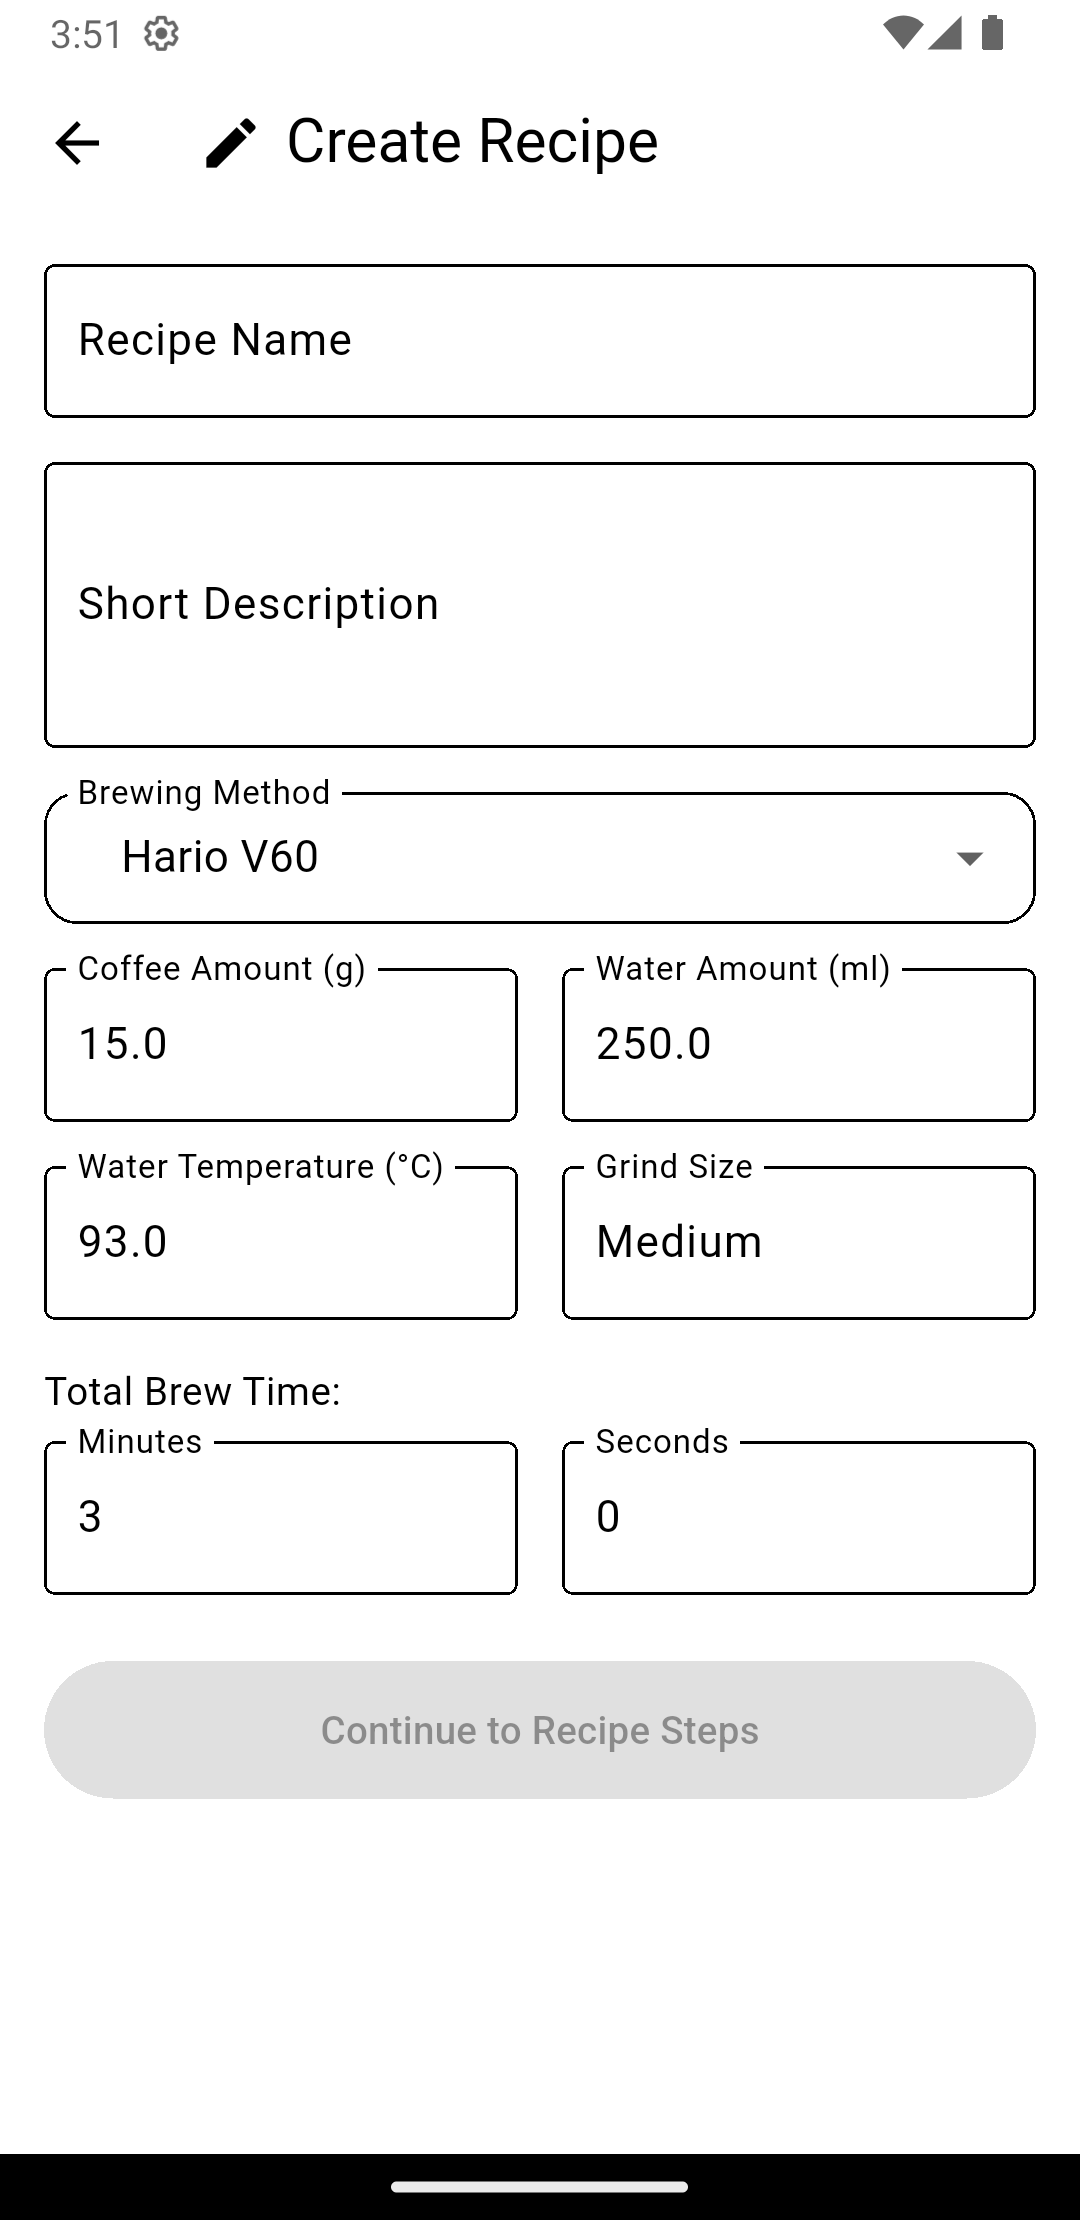 3:51
Create Recipe
Recipe Name
Short Description
Brewing Method
Hario V60
Coffee Amount (g) Water Amount (ml)
15.0 250.0
Water Temperature (°C) Grind Size
93.0 Medium
Total Brew Time:
Minutes Seconds
3 0
Continue to Recipe Steps